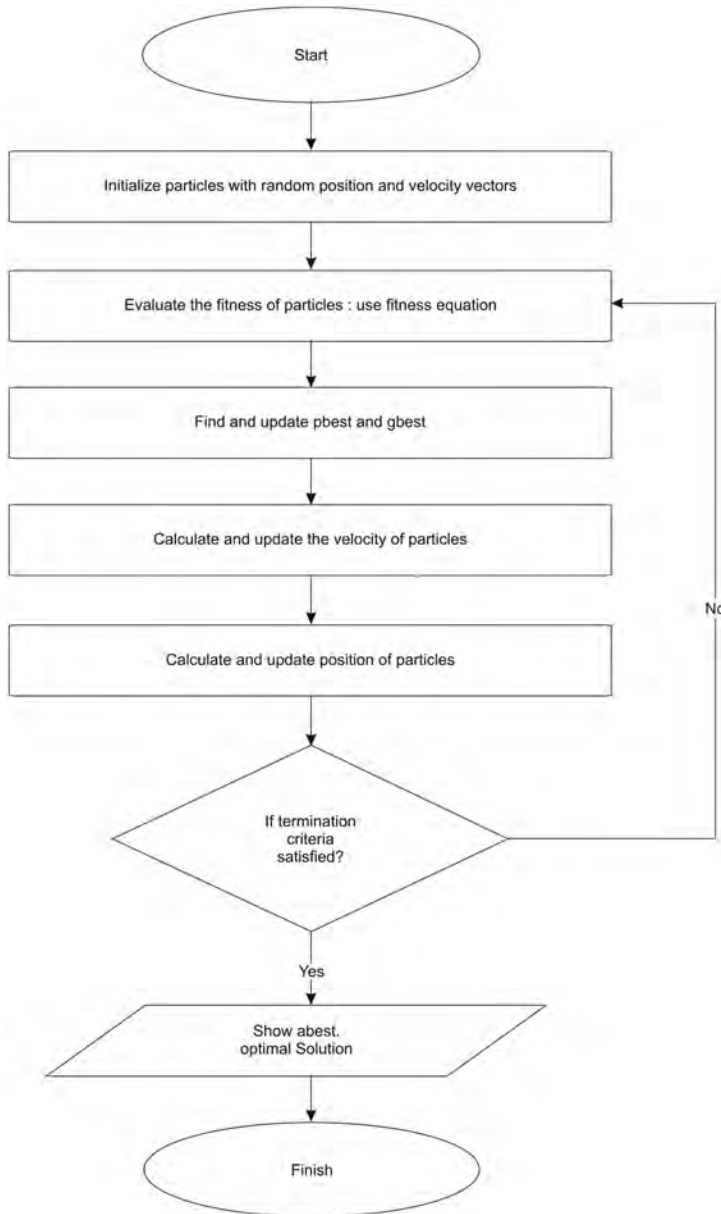 Start
Initialize particles with random position and velocity vectors
Evaluate the fitness of particles : use fitness equation
Find and update pbest and gbest
Calculate and update the velocity of particles
Calculate and update position of particles
No
If termination
criteria
satisfied?
Yes
Show abest.
optimal Solution
Finish